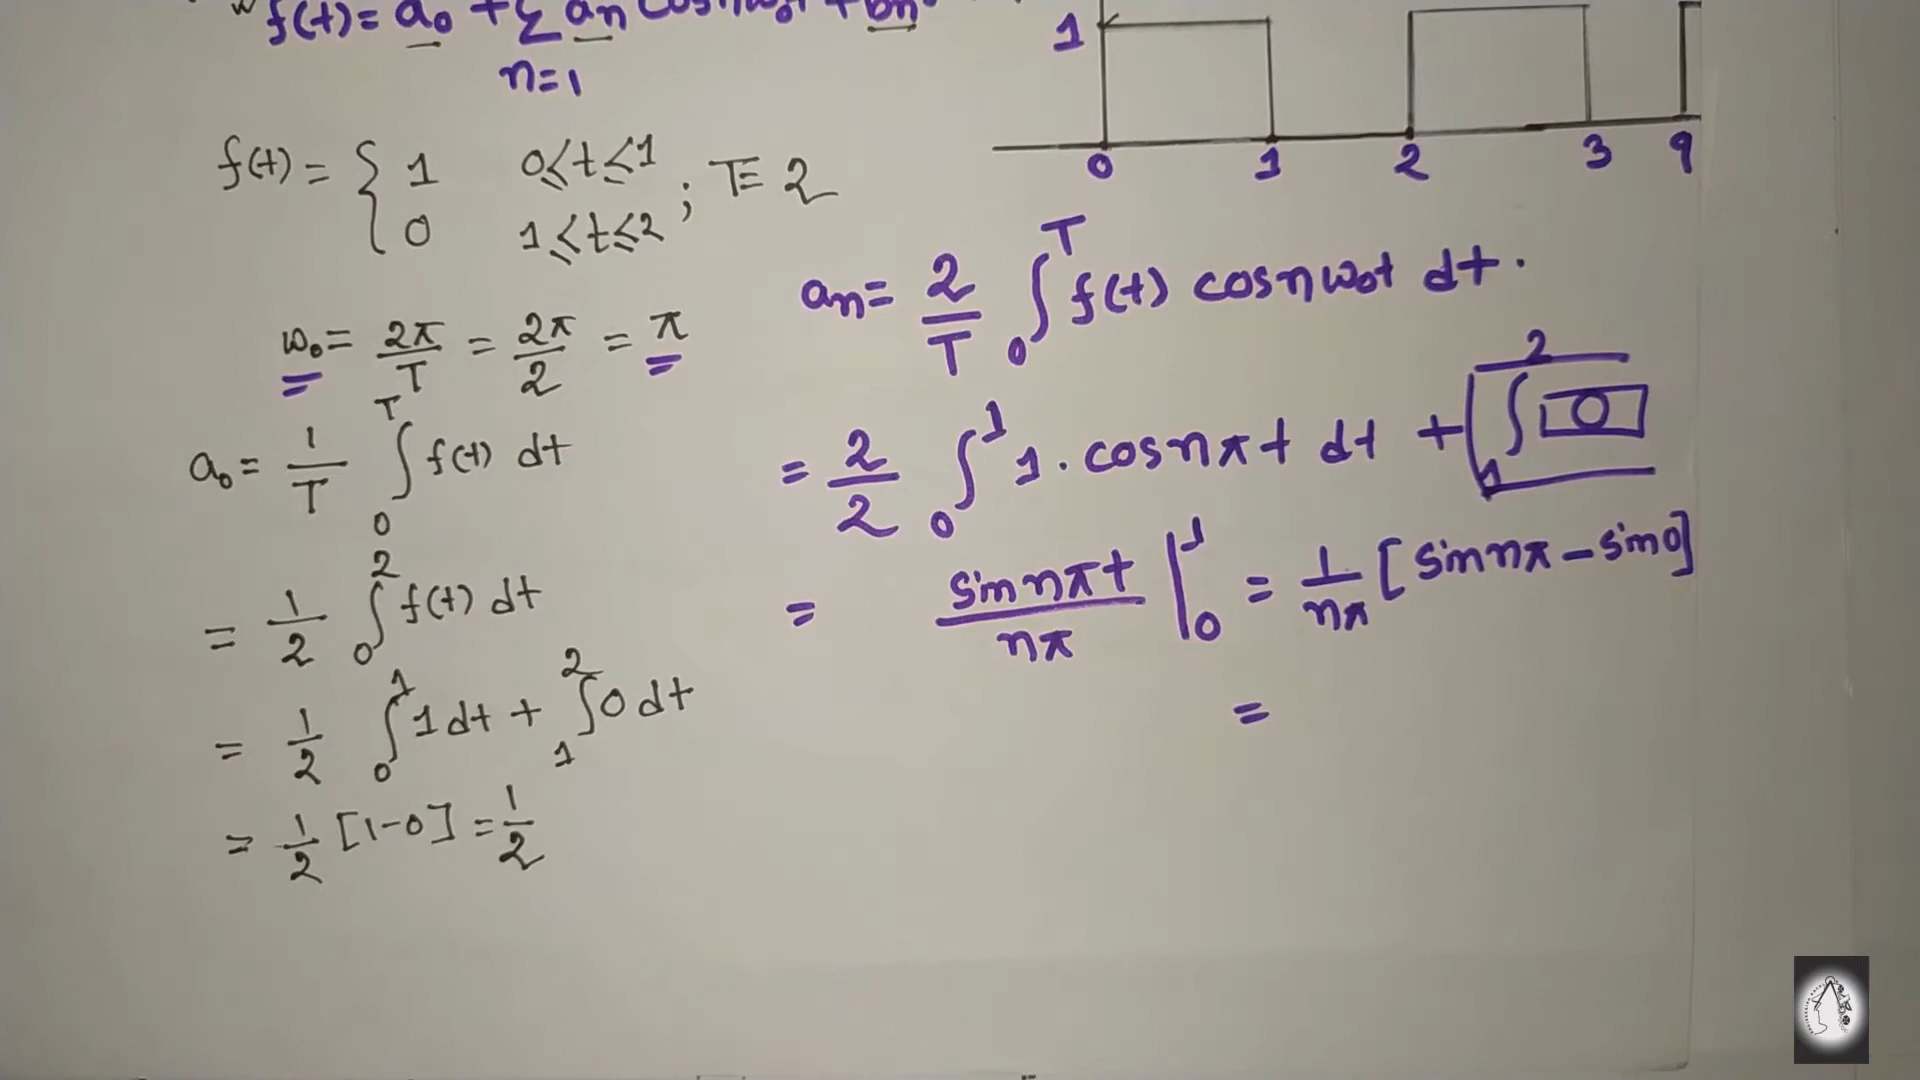 f(t) = a₀ + Σ aₙ cos nω₀t + bₙ
n=1
1
0 1 2 3 9
f(t) = { 1 0≤t≤1
0 1≤t≤2 ; T = 2
ω₀ = 2π/T = 2π/2 = π
a₀ = 1/T ∫₀ᵀ f(t) dt
= 1/2 ∫₀² f(t) dt
= 1/2 ∫₀¹ 1 dt + ∫₁² 0 dt
= 1/2 [1-0] = 1/2
aₙ = 2/T ∫₀ᵀ f(t) cos nω₀t dt.
= 2/2 ∫₀¹ 1. cos nπt dt + ∫₁² 0
= sin nπt / nπ |₀¹ = 1/nπ [sin nπ - sin 0]
=